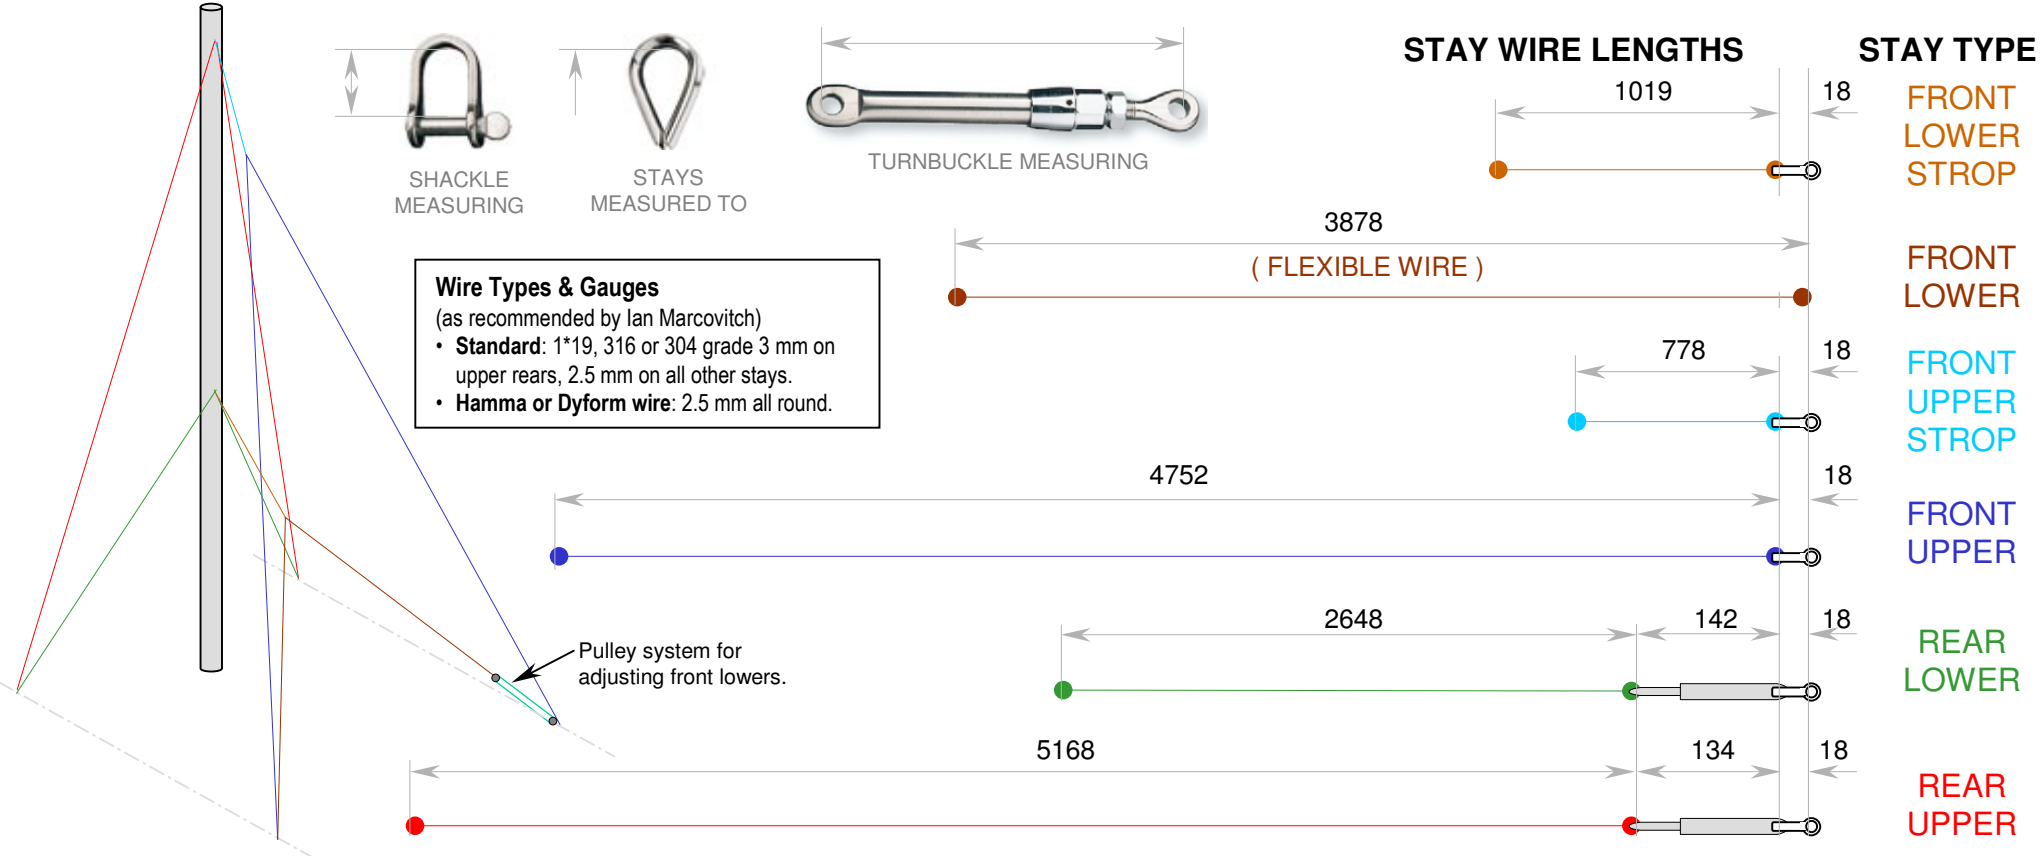 STAY WIRE LENGTHS
STAY TYPE
SHACKLE
MEASURING
STAYS
MEASURED TO
TURNBUCKLE MEASURING
1019
18
FRONT
LOWER
STROP
3878
( FLEXIBLE WIRE )
FRONT
LOWER
Wire Types & Gauges
(as recommended by Ian Marcovitch)
• Standard: 1*19, 316 or 304 grade 3 mm on
upper rears, 2.5 mm on all other stays.
• Hamma or Dyform wire: 2.5 mm all round.
778
18
FRONT
UPPER
STROP
4752
18
FRONT
UPPER
Pulley system for
adjusting front lowers.
2648
142
18
REAR
LOWER
5168
134
18
REAR
UPPER